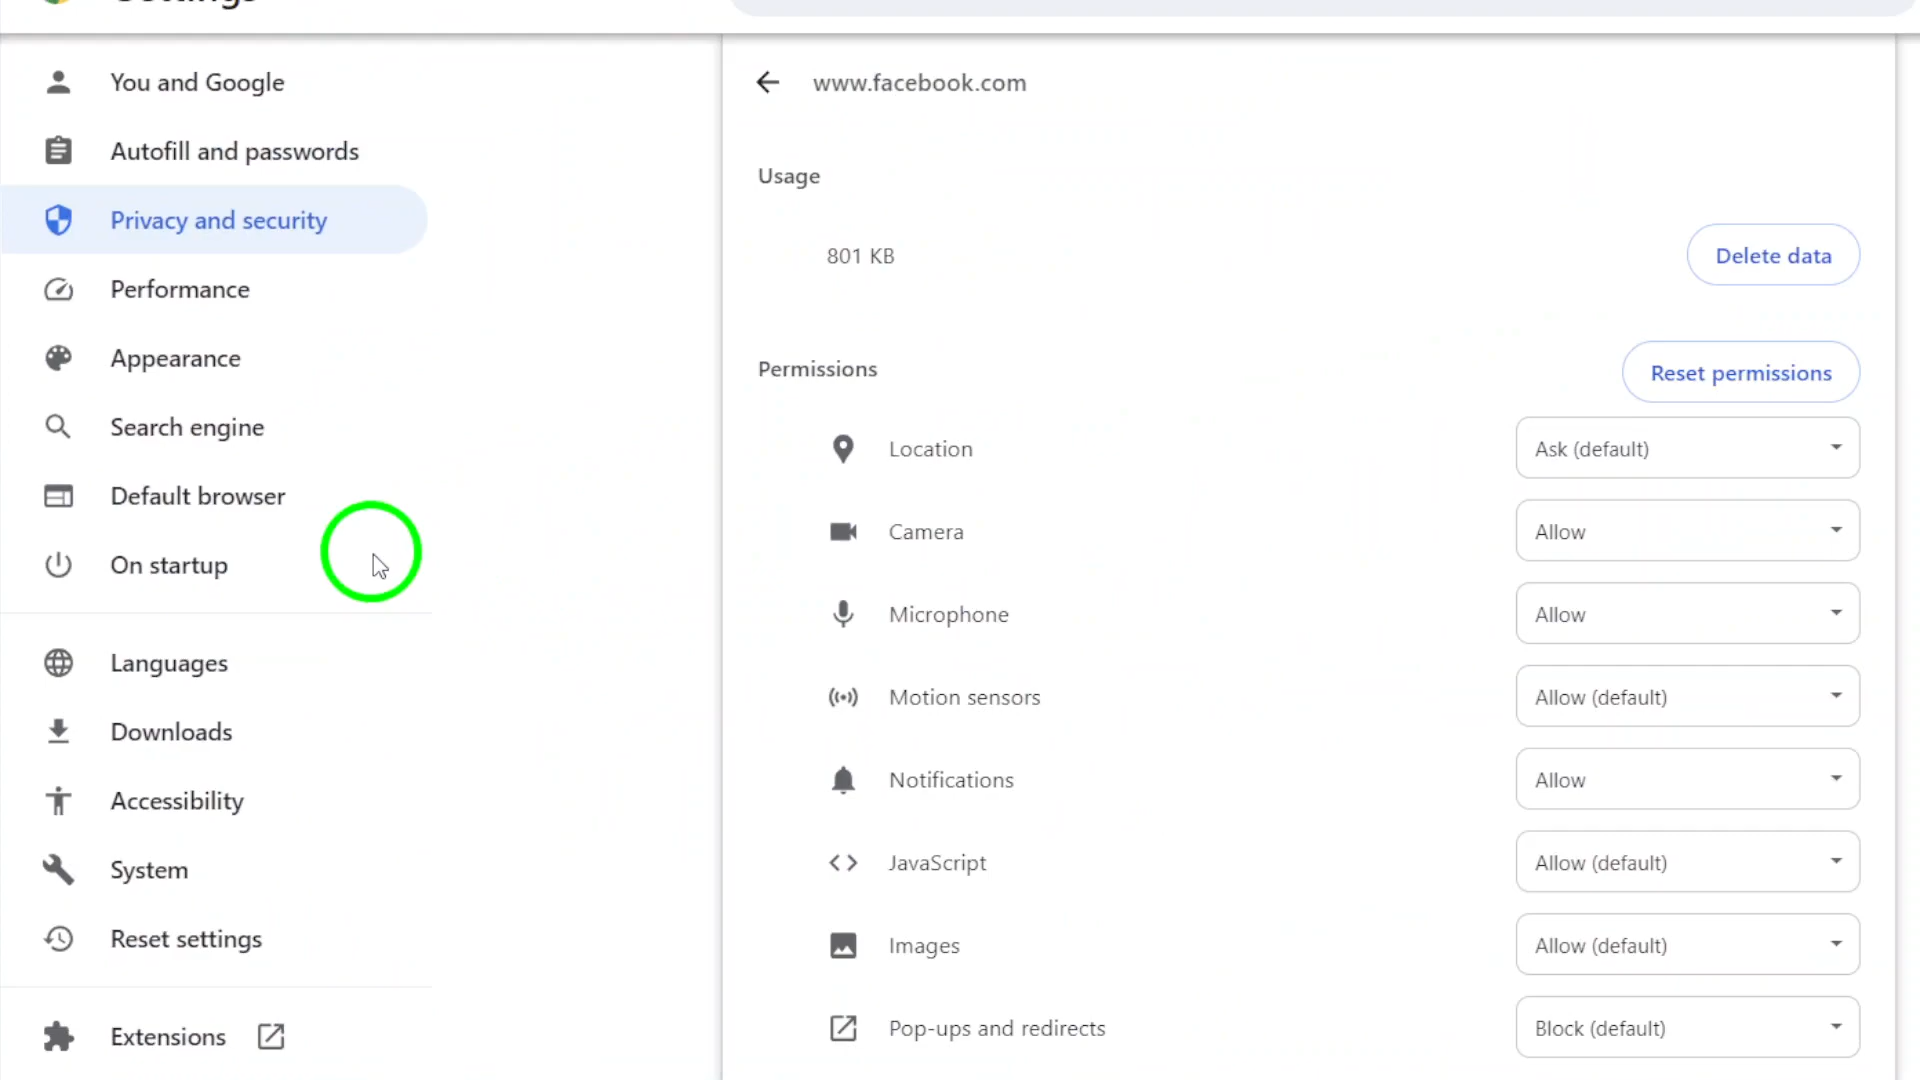 Settings
You and Google
Autofill and passwords
Privacy and security
Performance
Appearance
Search engine
Default browser
On startup
Languages
Downloads
Accessibility
System
Reset settings
Extensions
www.facebook.com
Usage
801 KB
Delete data
Permissions
Reset permissions
Location
Ask (default)
Camera
Allow
Microphone
Allow
Motion sensors
Allow (default)
Notifications
Allow
JavaScript
Allow (default)
Images
Allow (default)
Pop-ups and redirects
Block (default)